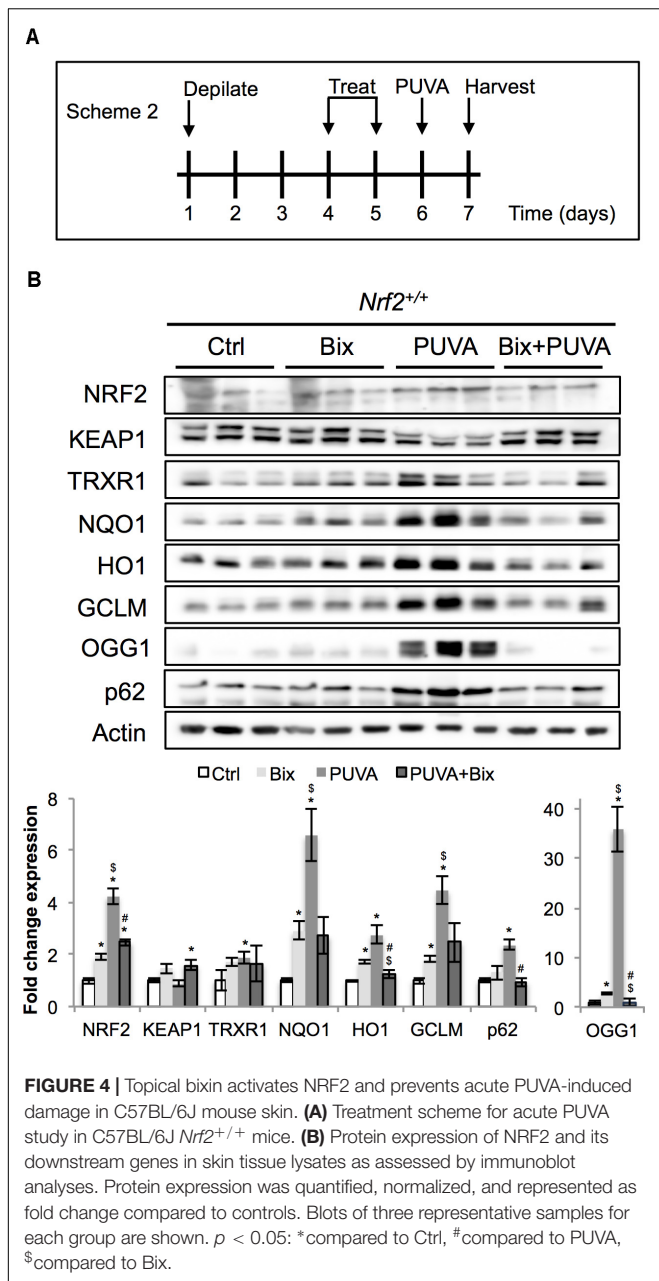 A
Scheme 2
Depilate
Treat
PUVA
Harvest
1 2 3 4 5 6 7 Time (days)
B
Nrf2+/+
Ctrl Bix PUVA Bix+PUVA
NRF2
KEAP1
TRXR1
NQO1
HO1
GCLM
OGG1
p62
Actin
Ctrl Bix PUVA PUVA+Bix
Fold change expression
8
6
4
2
0
* $ * # *
*
*
* $ *
* * # $
* $ *
* #
NRF2 KEAP1 TRXR1 NQO1 HO1 GCLM p62
40
30
20
10
0
* $ * # $
OGG1
FIGURE 4 | Topical bixin activates NRF2 and prevents acute PUVA-induced
damage in C57BL/6J mouse skin. (A) Treatment scheme for acute PUVA
study in C57BL/6J Nrf2+/+ mice. (B) Protein expression of NRF2 and its
downstream genes in skin tissue lysates as assessed by immunoblot
analyses. Protein expression was quantified, normalized, and represented as
fold change compared to controls. Blots of three representative samples for
each group are shown. p < 0.05: *compared to Ctrl, #compared to PUVA,
$compared to Bix.